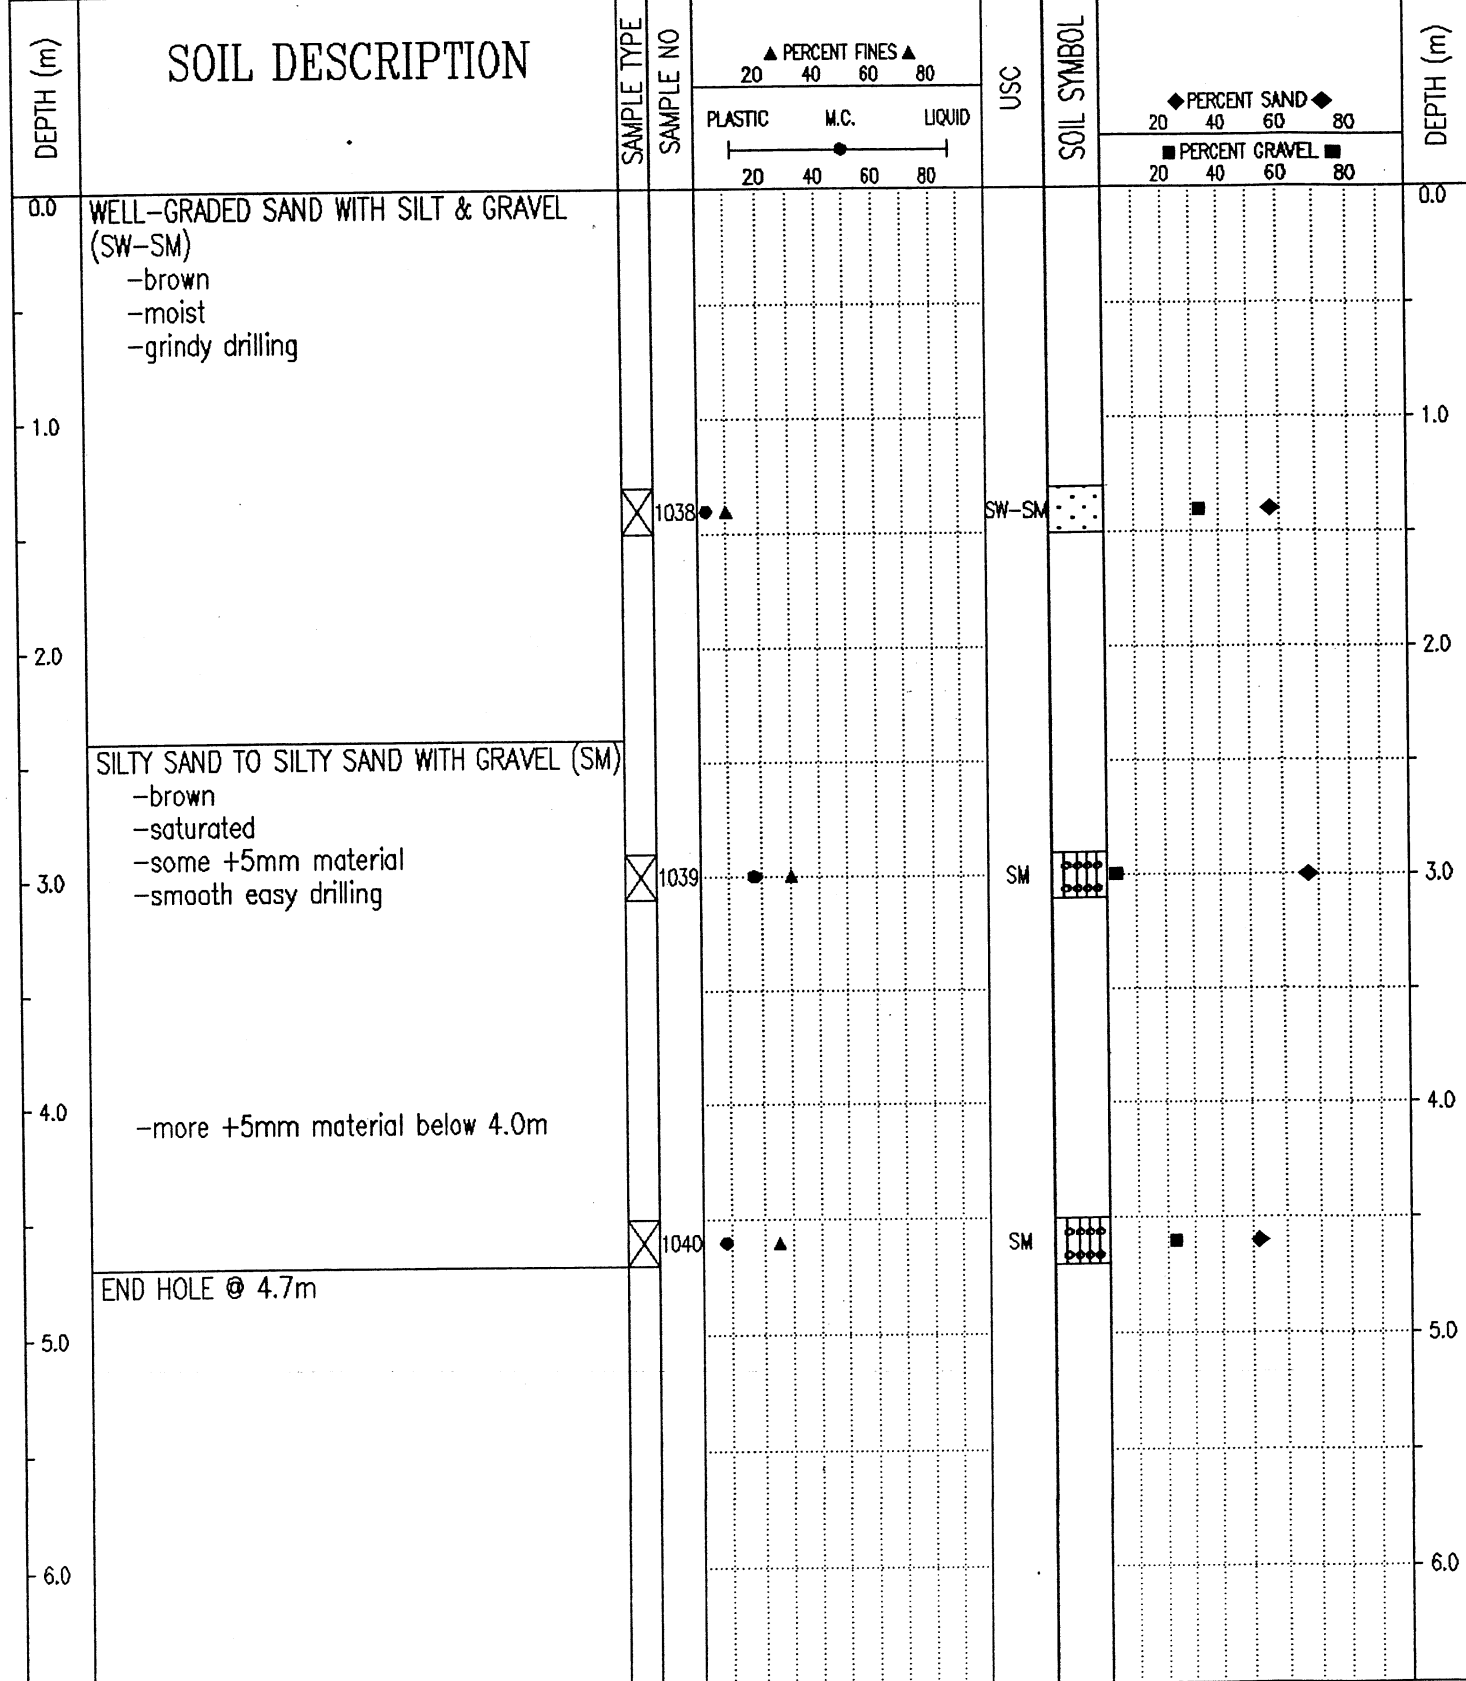 DEPTH (m)
SOIL DESCRIPTION
SAMPLE TYPE
SAMPLE NO
▲ PERCENT FINES ▲
20 40 60 80
PLASTIC M.C. LIQUID
20 40 60 80
USC
SOIL SYMBOL
◆ PERCENT SAND ◆
20 40 60 80
■ PERCENT GRAVEL ■
20 40 60 80
DEPTH (m)
0.0 WELL-GRADED SAND WITH SILT & GRAVEL 0.0
(SW-SM)
-brown
-moist
-grindy drilling
1.0 1.0
1038 SW-SM
2.0 2.0
SILTY SAND TO SILTY SAND WITH GRAVEL (SM)
-brown
-saturated
-some +5mm material
3.0 1039 SM 3.0
-smooth easy drilling
4.0 4.0
-more +5mm material below 4.0m
1040 SM
END HOLE @ 4.7m
5.0 5.0
6.0 6.0